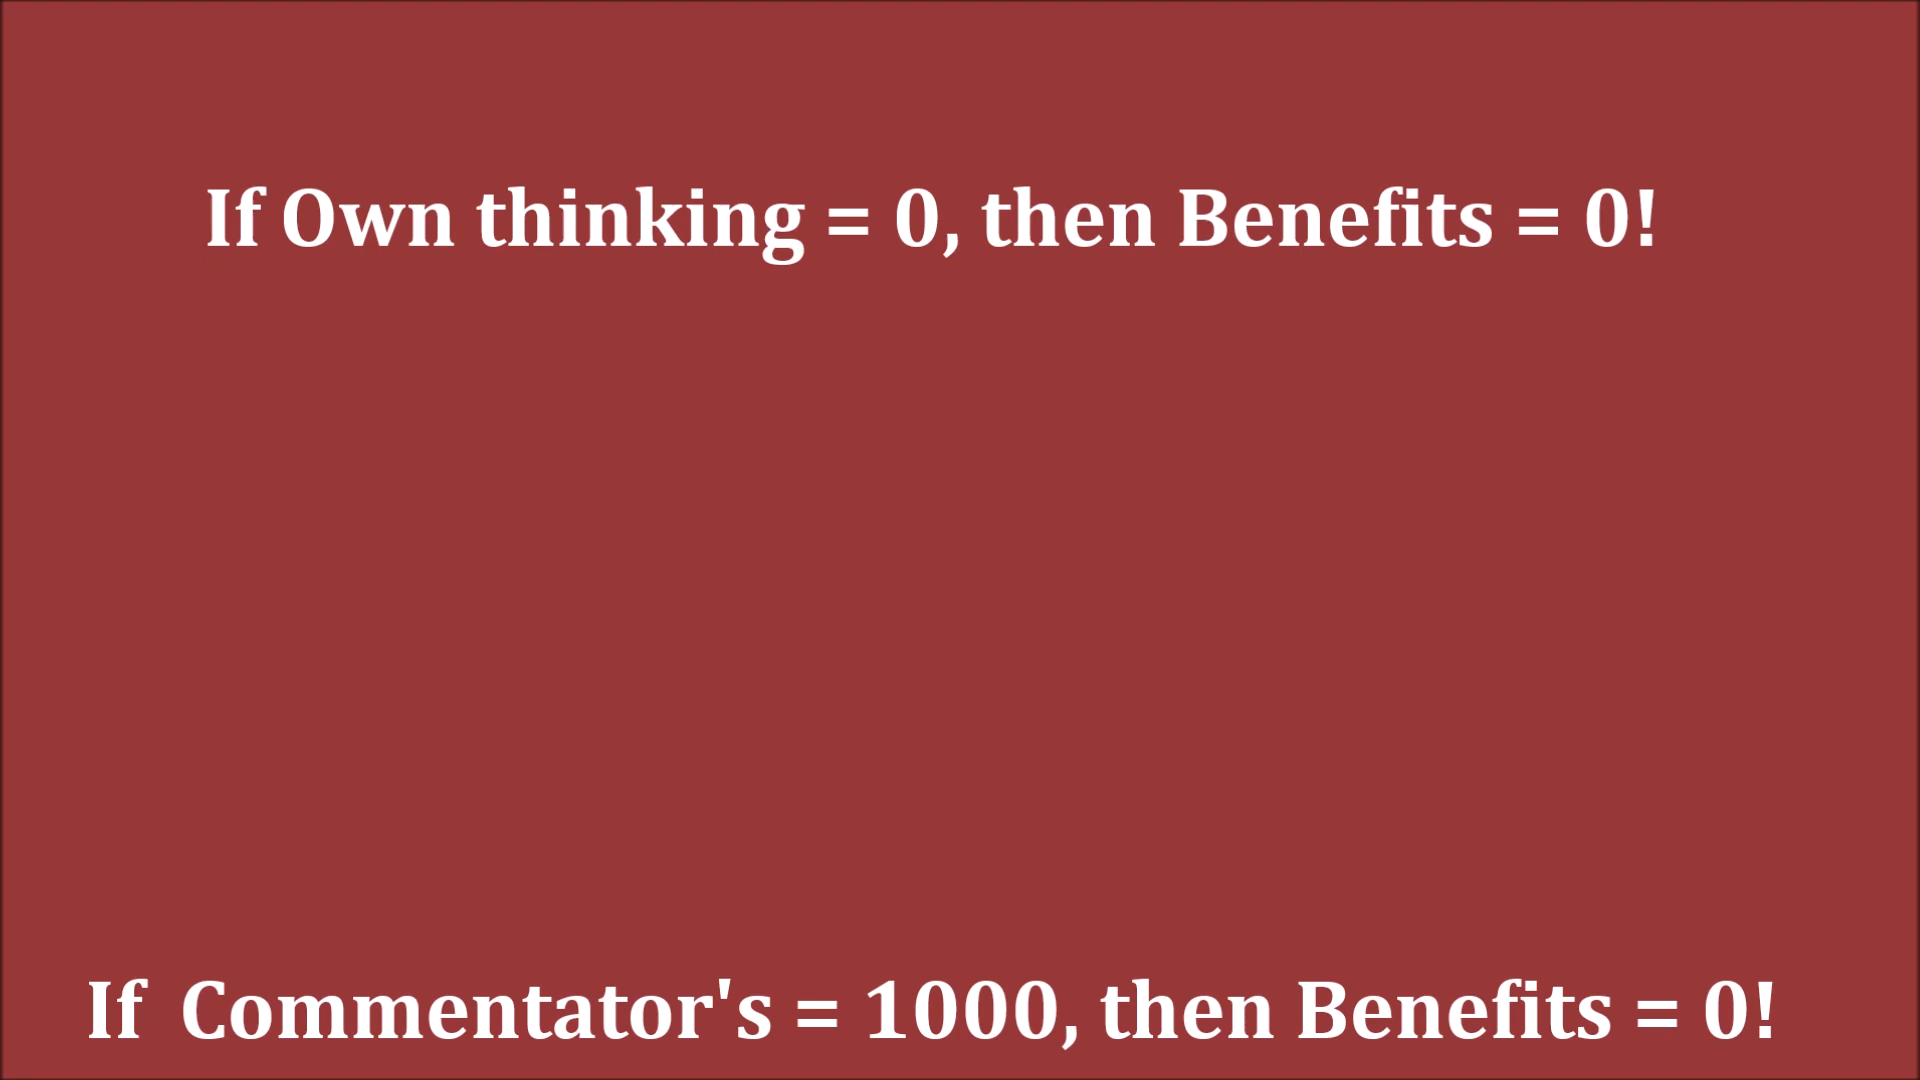 If Own thinking = 0, then Benefits = 0!
If  Commentator's = 1000, then Benefits = 0!